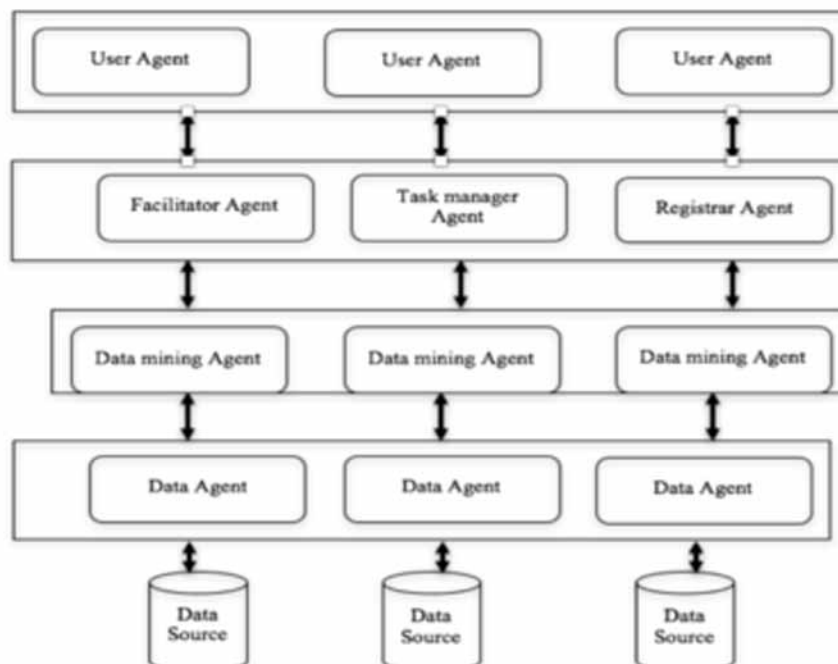 User Agent
User Agent
User Agent
Facilitator Agent
Task manager
Agent
Registrar Agent
Data mining Agent
Data mining Agent
Data mining Agent
Data Agent
Data Agent
Data Agent
Data
Source
Data
Source
Data
Source